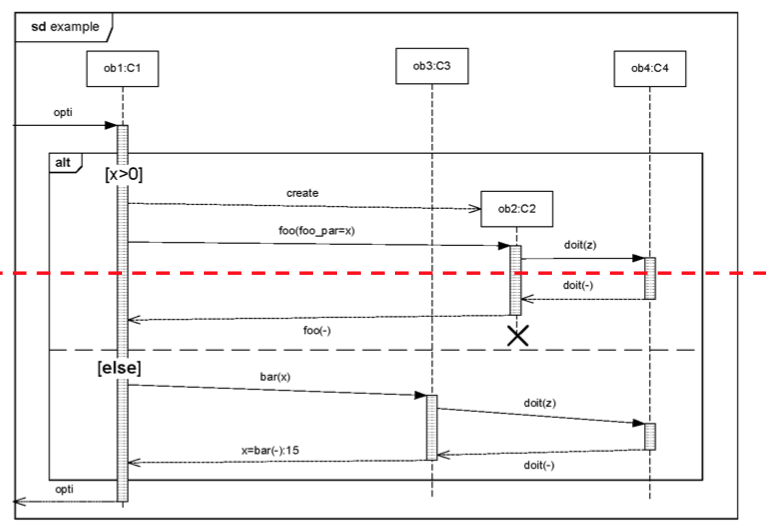 sd example
ob1:C1
ob3:C3
ob4:C4
opti
alt
[x>0]
create
ob2:C2
foo(foo_par=x)
doit(z)
doit(-)
foo(-)
[else]
bar(x)
doit(z)
x=bar(-):15
doit(-)
opti